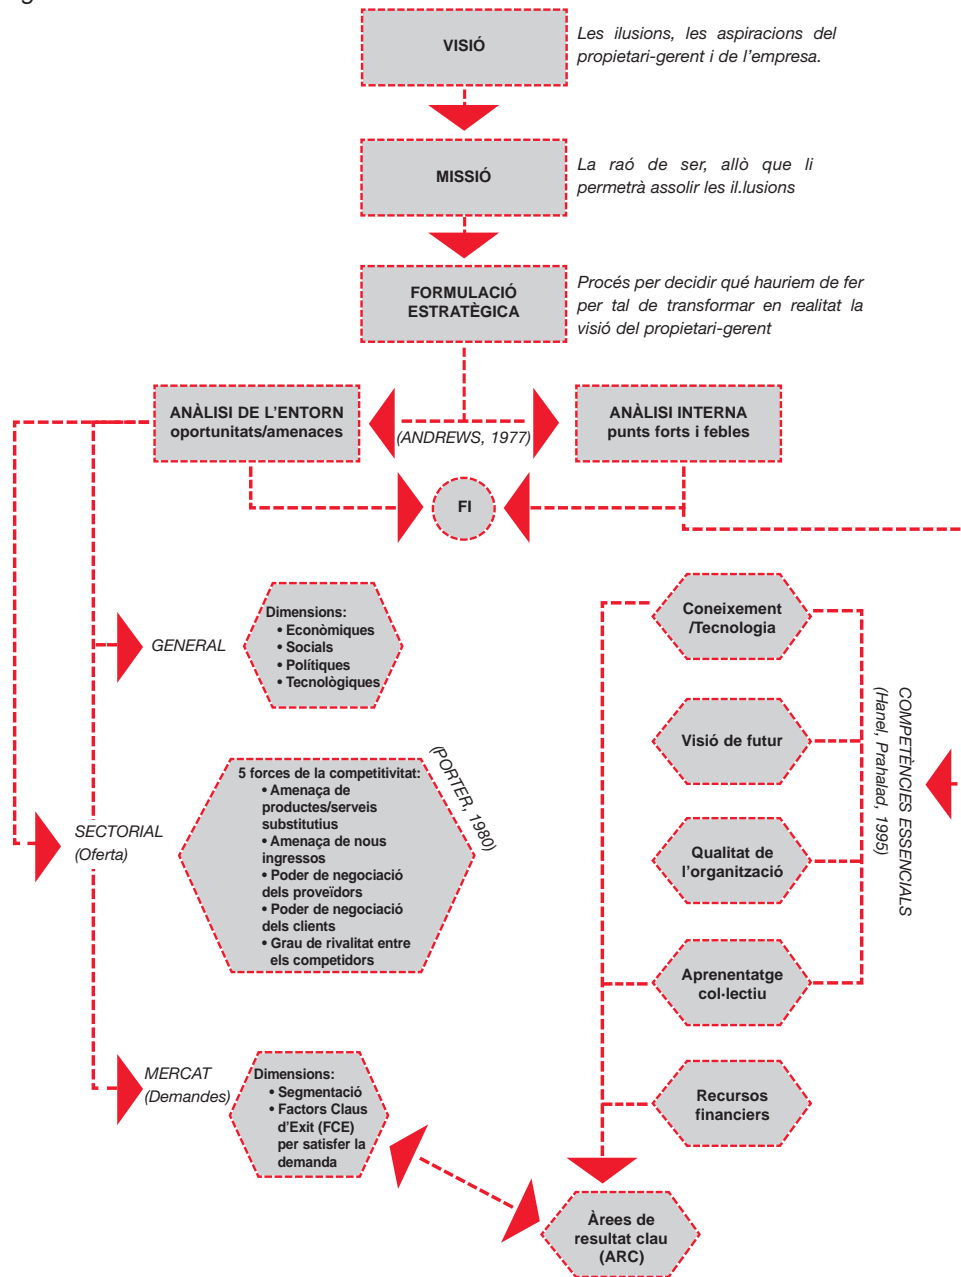 VISIÓ
Les ilusions, les aspiracions del
propietari-gerent i de l'empresa.
MISSIÓ
La raó de ser, allò que li
permetrà assolir les il.lusions
FORMULACIÓ
ESTRATÈGICA
Procés per decidir qué hauriem de fer
per tal de transformar en realitat la
visió del propietari-gerent
ANÀLISI DE L'ENTORN
oportunitats/amenaces
(ANDREWS, 1977)
ANÀLISI INTERNA
punts forts i febles
FI
GENERAL
Dimensions:
• Econòmiques
• Socials
• Polítiques
• Tecnològiques
SECTORIAL
(Oferta)
5 forces de la competitivitat:
• Amenaça de
productes/serveis
substitutius
• Amenaça de nous
ingressos
• Poder de negociació
dels proveïdors
• Poder de negociació
dels clients
• Grau de rivalitat entre
els competidors
(PORTER, 1980)
MERCAT
(Demandes)
Dimensions:
• Segmentació
• Factors Claus
d'Exit (FCE)
per satisfer la
demanda
Coneixement
/Tecnologia
Visió de futur
Qualitat de
l'organització
Aprenentatge
col·lectiu
Recursos
financiers
COMPETÈNCIES ESSENCIALS
(Hanel, Prahalad, 1995)
Àrees de
resultat clau
(ARC)